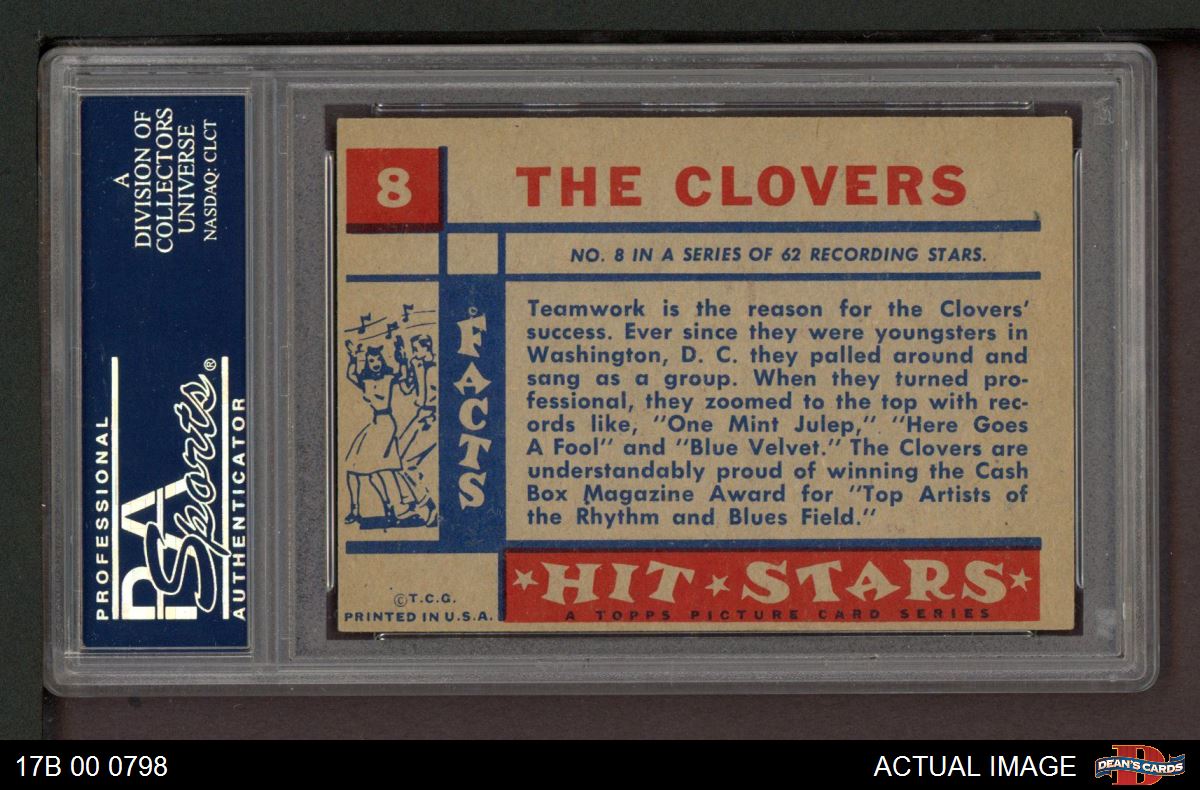 A
DIVISION OF
COLLECTORS
UNIVERSE
NASDAQ: CLCT
PROFESSIONAL
PSA
Sports®
AUTHENTICATOR
8
THE CLOVERS
NO. 8 IN A SERIES OF 62 RECORDING STARS.
FACTS
Teamwork is the reason for the Clovers'
success. Ever since they were youngsters in
Washington, D. C. they palled around and
sang as a group. When they turned pro-
fessional, they zoomed to the top with rec-
ords like, "One Mint Julep," "Here Goes
A Fool" and "Blue Velvet." The Clovers are
understandably proud of winning the Cash
Box Magazine Award for "Top Artists of
the Rhythm and Blues Field."
©T.C.G.
PRINTED IN U.S.A.
HIT STARS
A TOPPS PICTURE CARD SERIES
17B 00 0798
ACTUAL IMAGE
DEAN'S CARDS